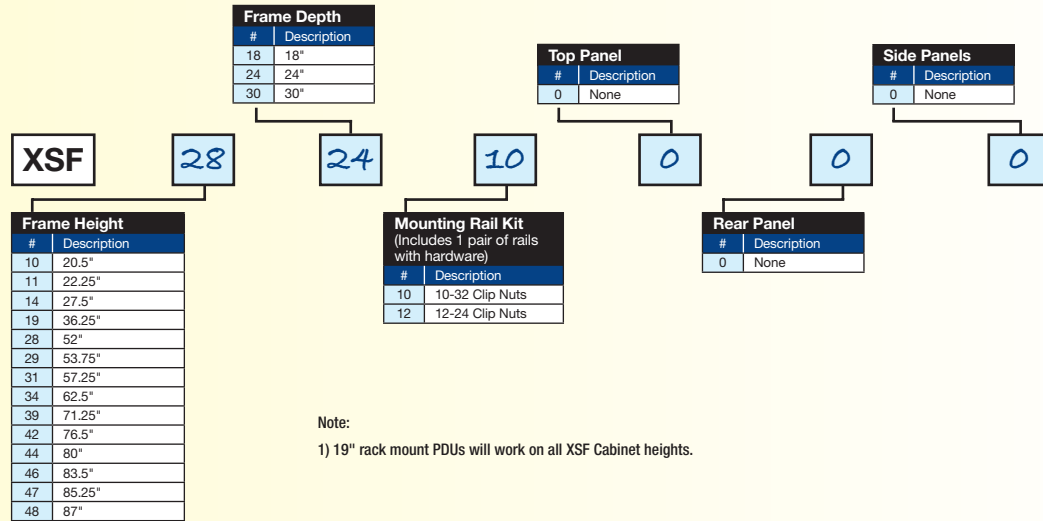 Frame Depth
# Description
18 18"
24 24"
30 30"
Top Panel
# Description
0 None
Side Panels
# Description
0 None
XSF 28 24 10 0 0 0
Frame Height
# Description
10 20.5"
11 22.25"
14 27.5"
19 36.25"
28 52"
29 53.75"
31 57.25"
34 62.5"
39 71.25"
42 76.5"
44 80"
46 83.5"
47 85.25"
48 87"
Mounting Rail Kit
(Includes 1 pair of rails
with hardware)
# Description
10 10-32 Clip Nuts
12 12-24 Clip Nuts
Rear Panel
# Description
0 None
Note:
1) 19" rack mount PDUs will work on all XSF Cabinet heights.